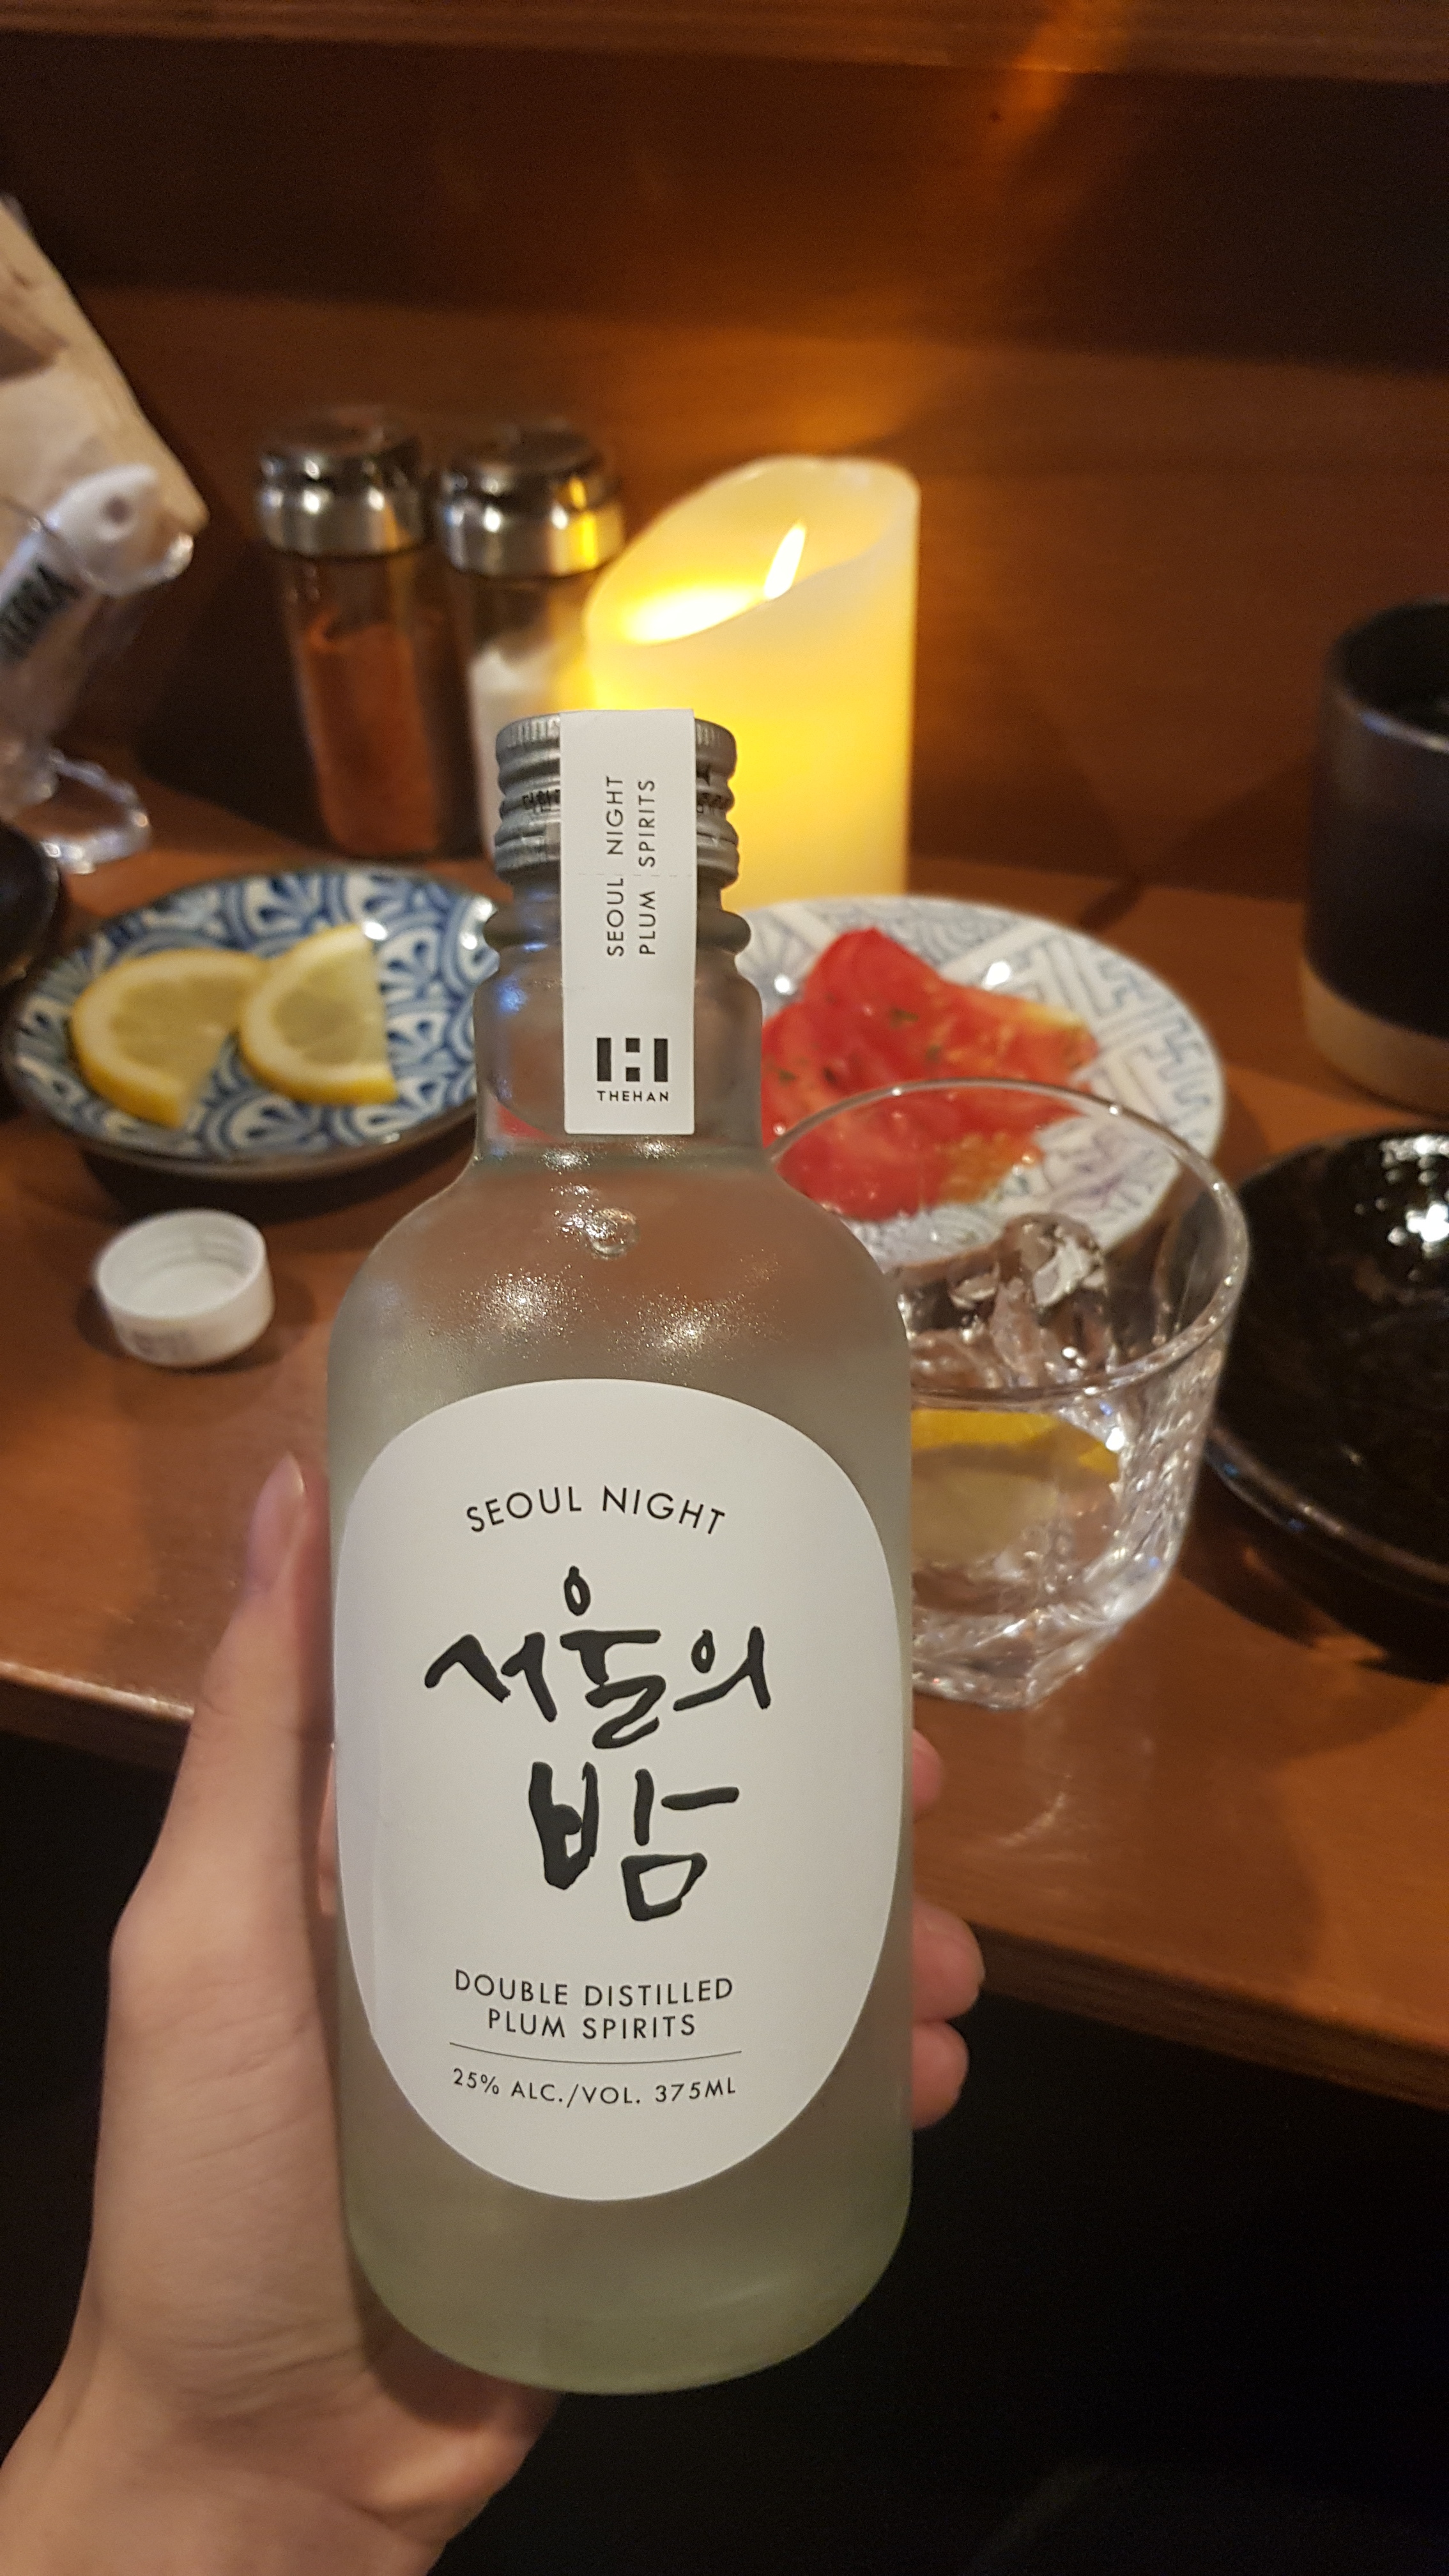 SEOUL NIGHT
PLUM SPIRITS
THEHAN
SEOUL NIGHT
서울의
밤
DOUBLE DISTILLED
PLUM SPIRITS
25% ALC./VOL. 375ML